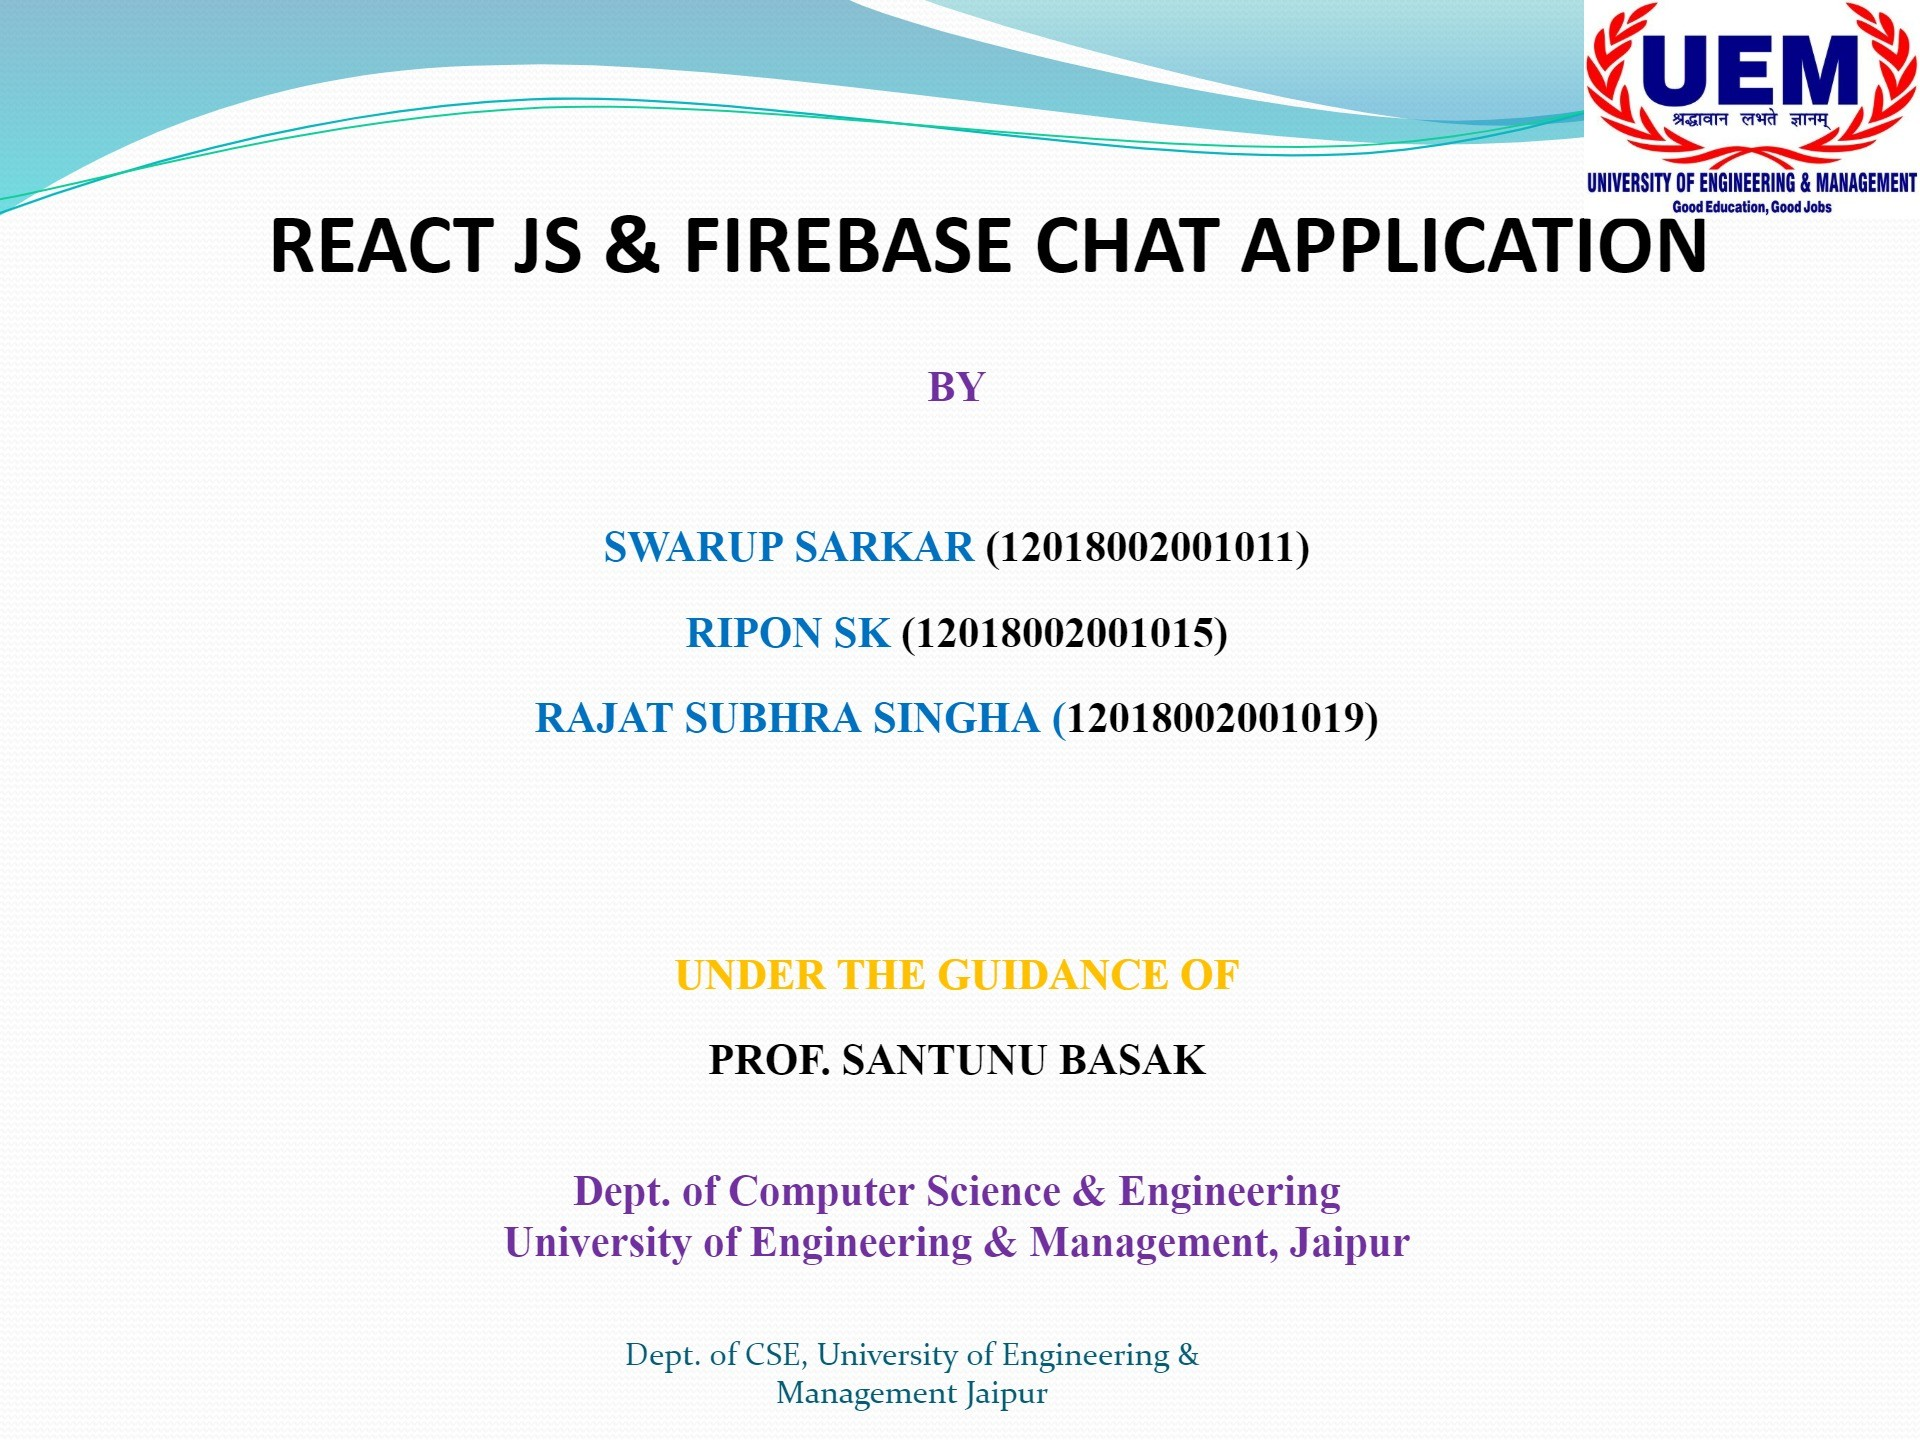 UEM
श्रद्धावान लभते ज्ञानम्
UNIVERSITY OF ENGINEERING & MANAGEMENT
Good Education, Good Jobs
REACT JS & FIREBASE CHAT APPLICATION
BY
SWARUP SARKAR (12018002001011)
RIPON SK (12018002001015)
RAJAT SUBHRA SINGHA (12018002001019)
UNDER THE GUIDANCE OF
PROF. SANTUNU BASAK
Dept. of Computer Science & Engineering
University of Engineering & Management, Jaipur
Dept. of CSE, University of Engineering &
Management Jaipur